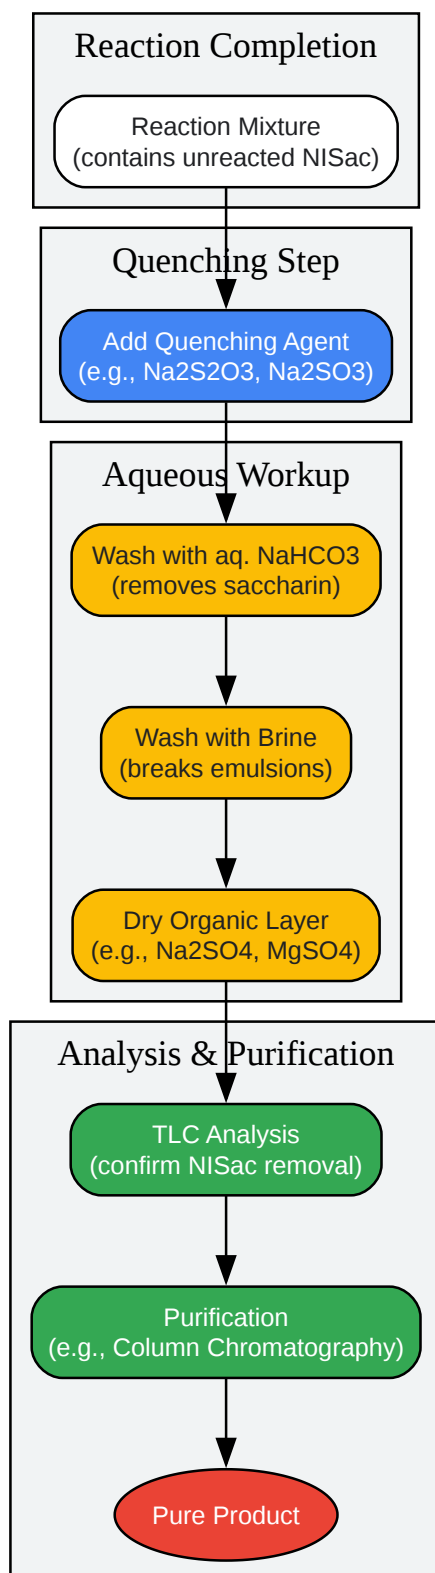 Reaction Completion
Reaction Mixture
(contains unreacted NISac)
Quenching Step
Add Quenching Agent
(e.g., Na2S2O3, Na2SO3)
Aqueous Workup
Wash with aq. NaHCO3
(removes saccharin)
Wash with Brine
(breaks emulsions)
Dry Organic Layer
(e.g., Na2SO4, MgSO4)
Analysis & Purification
TLC Analysis
(confirm NISac removal)
Purification
(e.g., Column Chromatography)
Pure Product